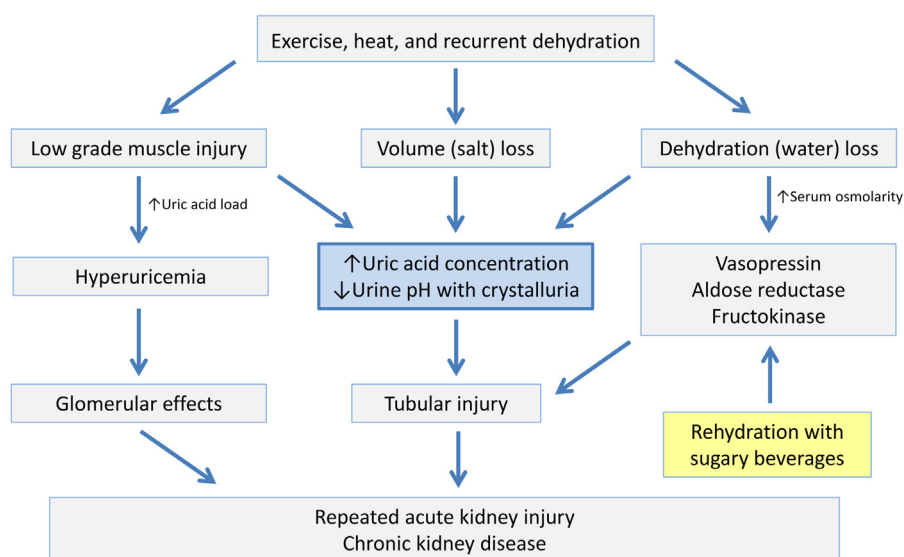 Exercise, heat, and recurrent dehydration
Low grade muscle injury
Volume (salt) loss
Dehydration (water) loss
↑Uric acid load
↑Serum osmolarity
Hyperuricemia
↑Uric acid concentration
↓Urine pH with crystalluria
Vasopressin
Aldose reductase
Fructokinase
Glomerular effects
Tubular injury
Rehydration with
sugary beverages
Repeated acute kidney injury
Chronic kidney disease